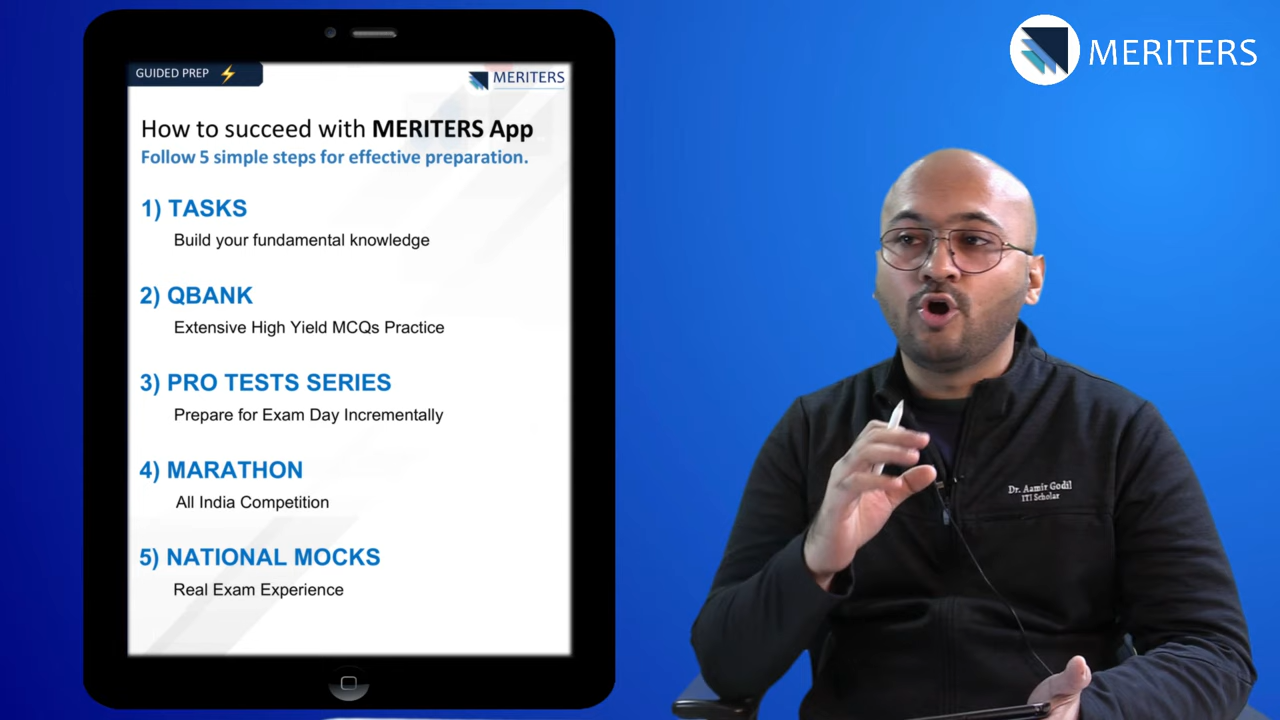 GUIDED PREP
MERITERS
How to succeed with MERITERS App
Follow 5 simple steps for effective preparation.
1) TASKS
Build your fundamental knowledge
2) QBANK
Extensive High Yield MCQs Practice
3) PRO TESTS SERIES
Prepare for Exam Day Incrementally
4) MARATHON
All India Competition
5) NATIONAL MOCKS
Real Exam Experience
MERITERS
Dr. Aamir Godil
ITI Scholar